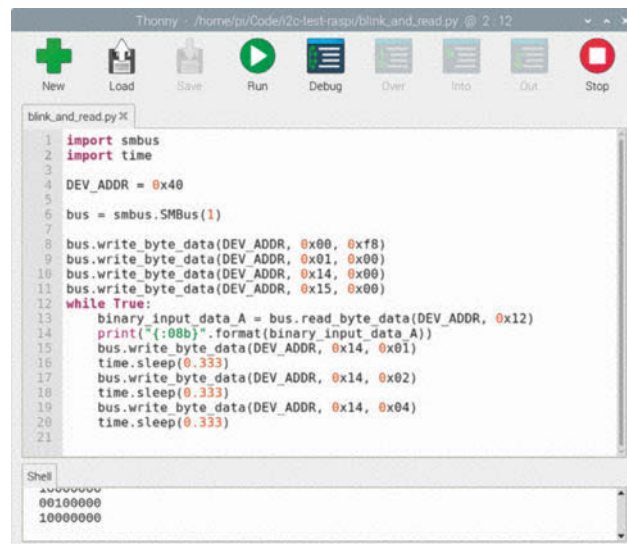 Thonny - /home/pi/Code/i2c-test-raspi/blink_and_read.py @ 2:12
New Load Save Run Debug Over Into Out Stop
blink_and_read.py
1 import smbus
2 import time
3
4 DEV_ADDR = 0x40
5
6 bus = smbus.SMBus(1)
7
8 bus.write_byte_data(DEV_ADDR, 0x00, 0xf8)
9 bus.write_byte_data(DEV_ADDR, 0x01, 0x00)
10 bus.write_byte_data(DEV_ADDR, 0x14, 0x00)
11 bus.write_byte_data(DEV_ADDR, 0x15, 0x00)
12 while True:
13 binary_input_data_A = bus.read_byte_data(DEV_ADDR, 0x12)
14 print("{:08b}".format(binary_input_data_A))
15 bus.write_byte_data(DEV_ADDR, 0x14, 0x01)
16 time.sleep(0.333)
17 bus.write_byte_data(DEV_ADDR, 0x14, 0x02)
18 time.sleep(0.333)
19 bus.write_byte_data(DEV_ADDR, 0x14, 0x04)
20 time.sleep(0.333)
21
Shell
10000000
00100000
10000000